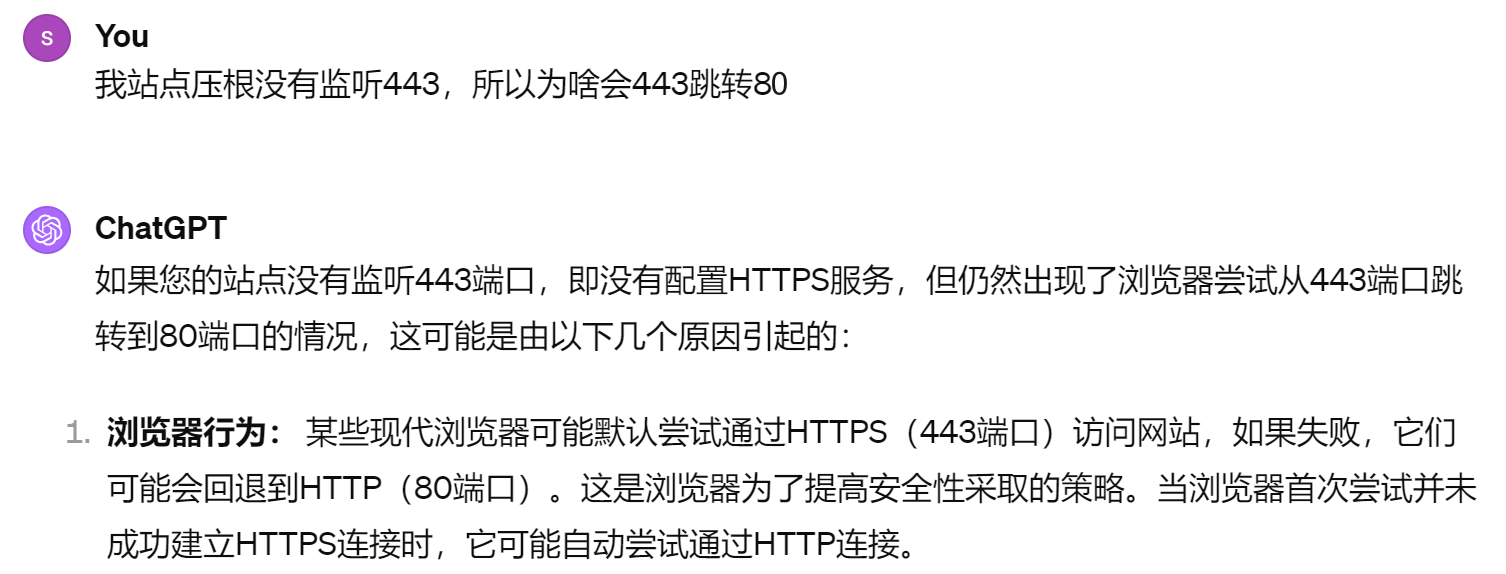 S
You
我站点压根没有监听443，所以为啥会443跳转80
ChatGPT
如果您的站点没有监听443端口，即没有配置HTTPS服务，但仍然出现了浏览器尝试从443端口跳
转到80端口的情况，这可能是由以下几个原因引起的：
1. 浏览器行为： 某些现代浏览器可能默认尝试通过HTTPS（443端口）访问网站，如果失败，它们
可能会回退到HTTP（80端口）。这是浏览器为了提高安全性采取的策略。当浏览器首次尝试并未
成功建立HTTPS连接时，它可能自动尝试通过HTTP连接。